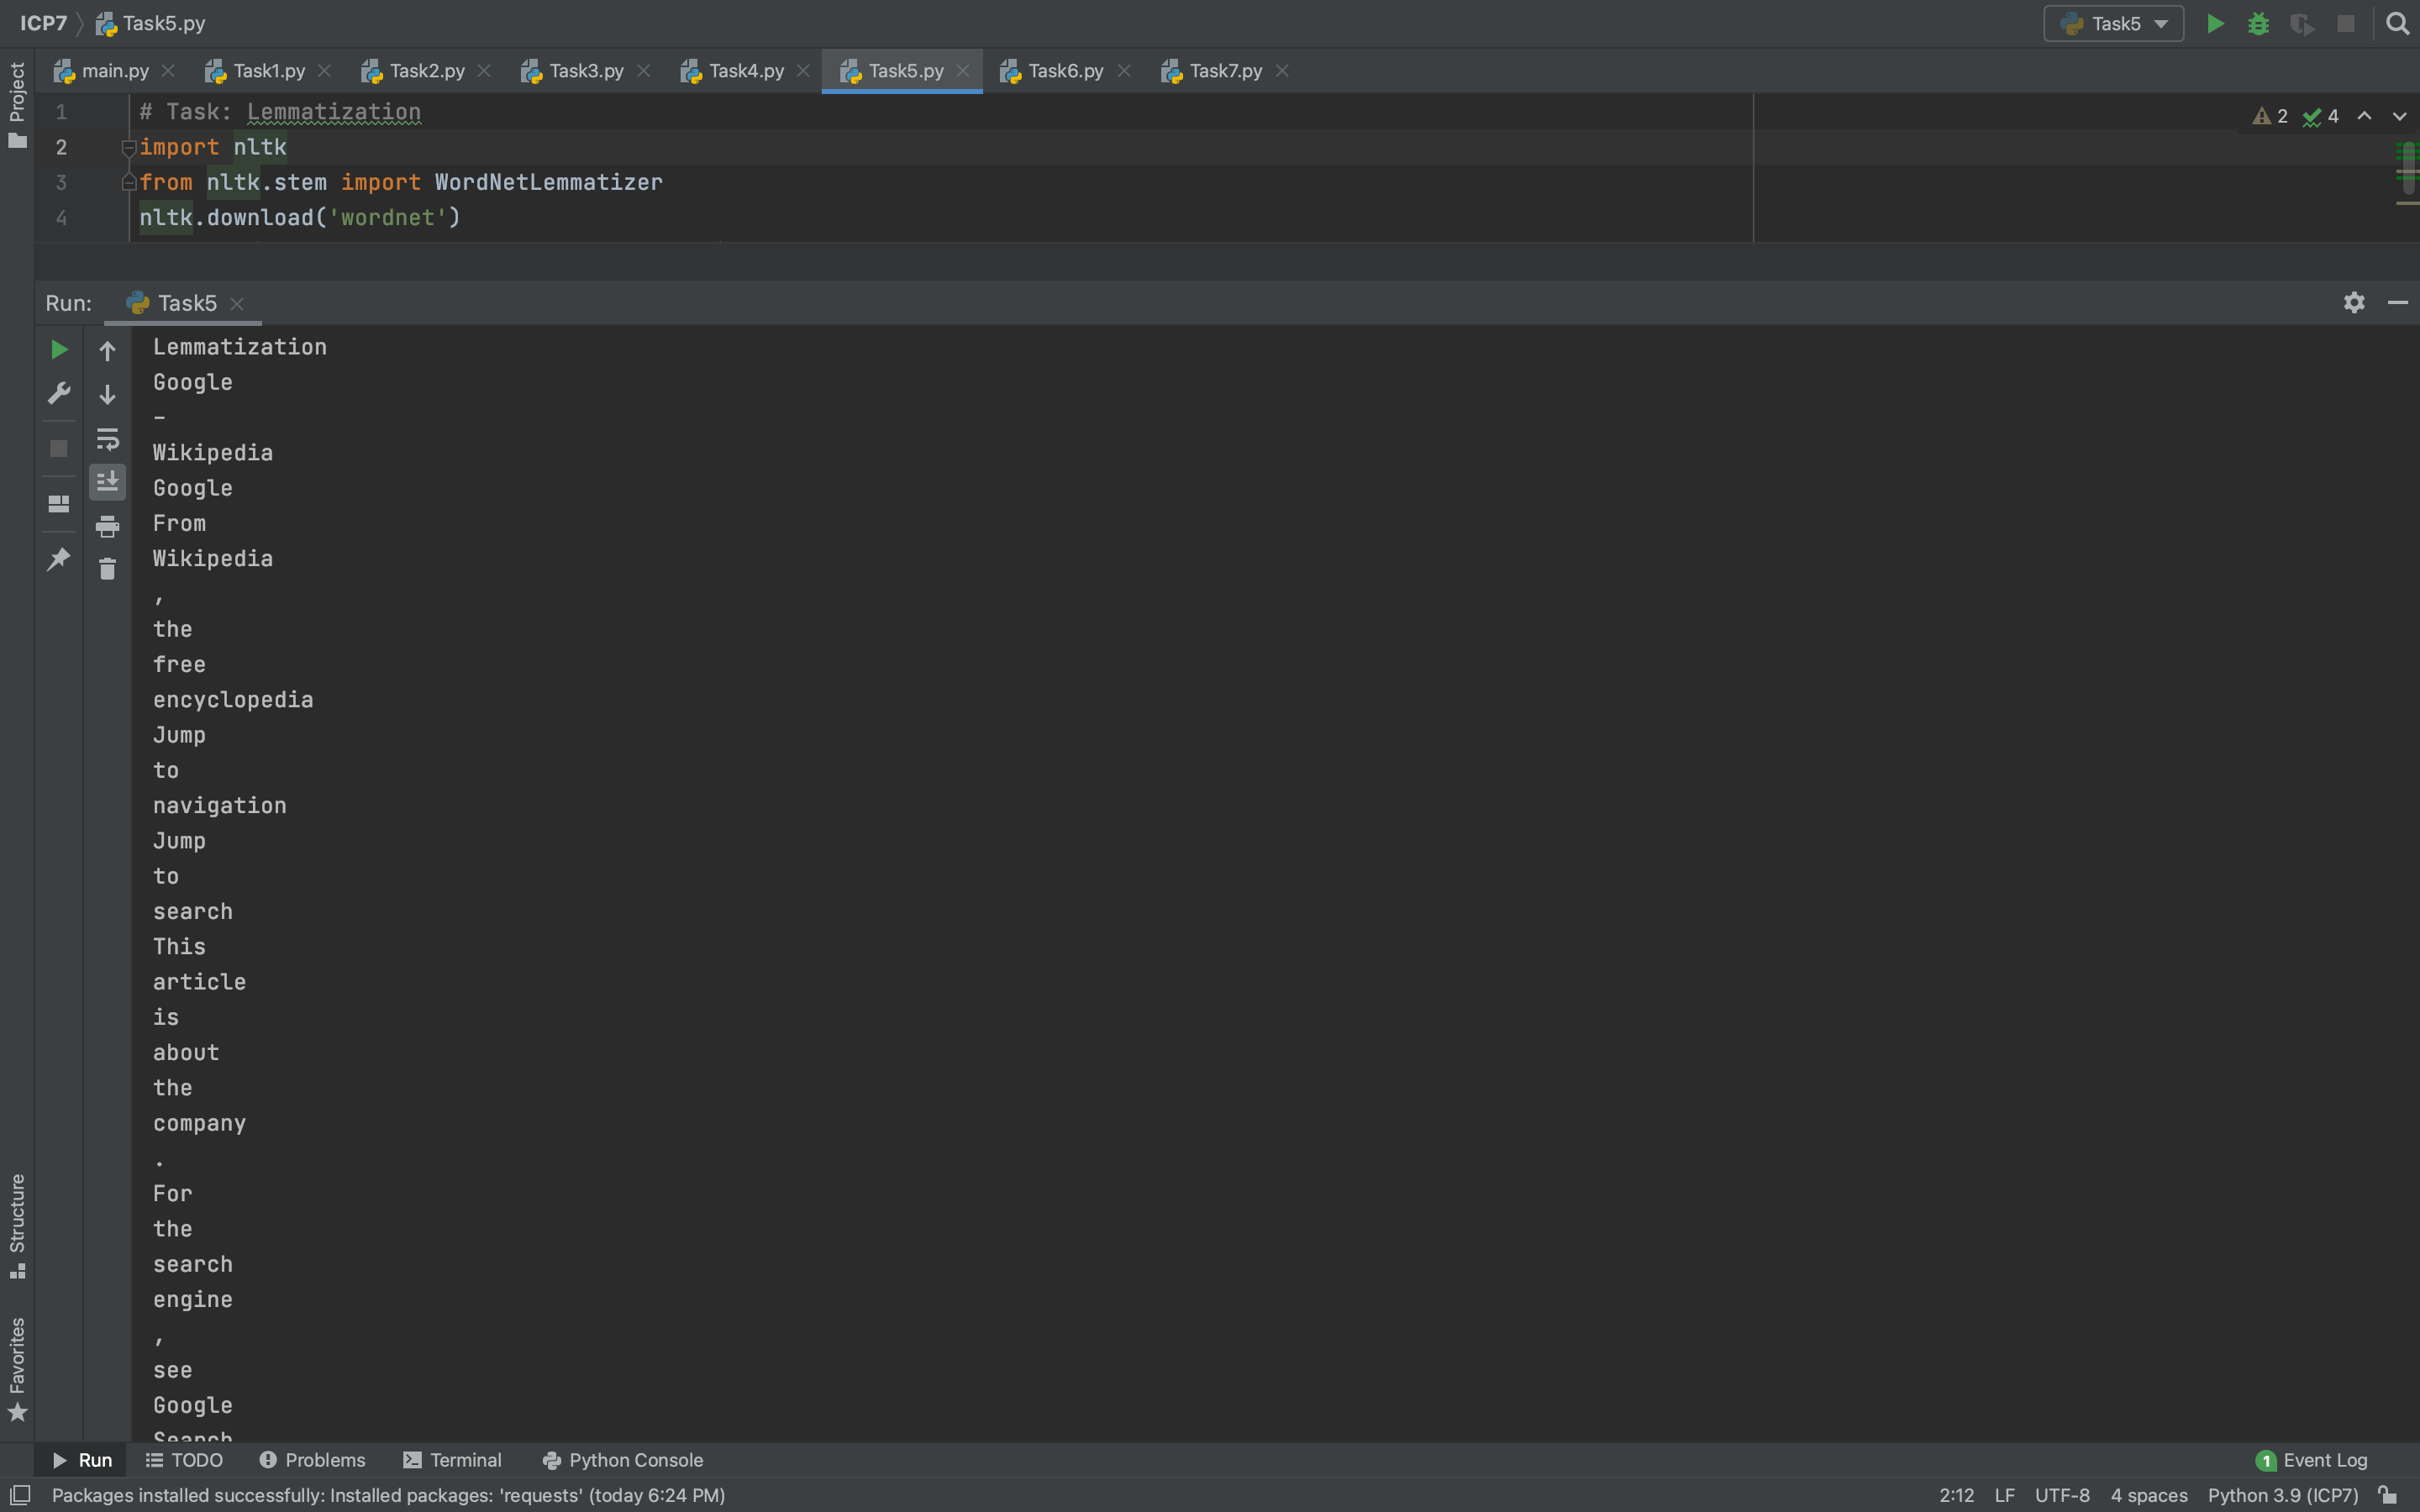 ICP7 Task5.py
Task5
main.py Task1.py Task2.py Task3.py Task4.py Task5.py Task6.py Task7.py
Project
1 # Task: Lemmatization
2 4
2 import nltk
3 from nltk.stem import WordNetLemmatizer
4 nltk.download('wordnet')
Run: Task5
Lemmatization
Google
-
Wikipedia
Google
From
Wikipedia
,
the
free
encyclopedia
Jump
to
navigation
Jump
to
search
This
article
is
about
the
company
.
For
the
search
engine
,
see
Google
Search
Structure
Favorites
Run TODO Problems Terminal Python Console 1 Event Log
Packages installed successfully: Installed packages: 'requests' (today 6:24 PM) 2:12 LF UTF-8 4 spaces Python 3.9 (ICP7)